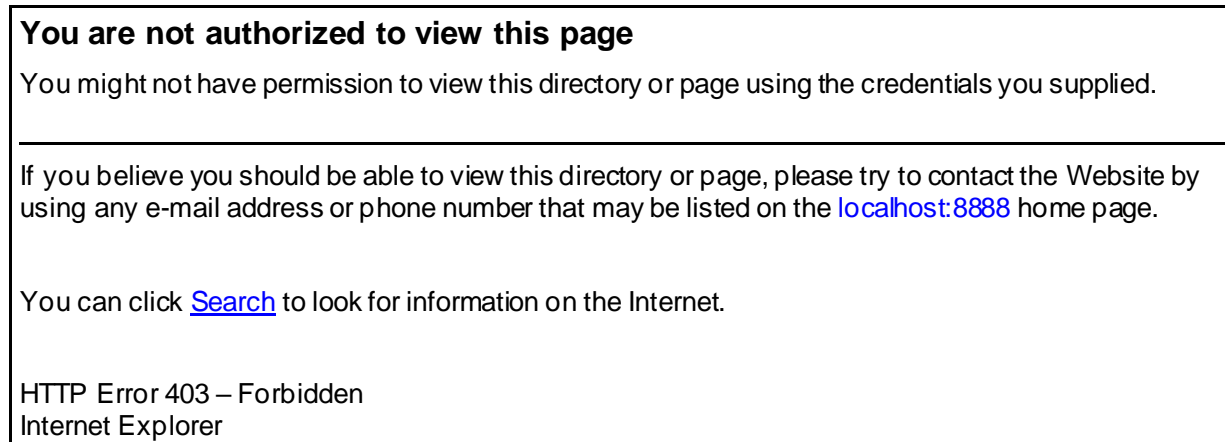 You are not authorized to view this page
You might not have permission to view this directory or page using the credentials you supplied.
If you believe you should be able to view this directory or page, please try to contact the Website by
using any e-mail address or phone number that may be listed on the localhost:8888 home page.
You can click Search to look for information on the Internet.
HTTP Error 403 – Forbidden
Internet Explorer